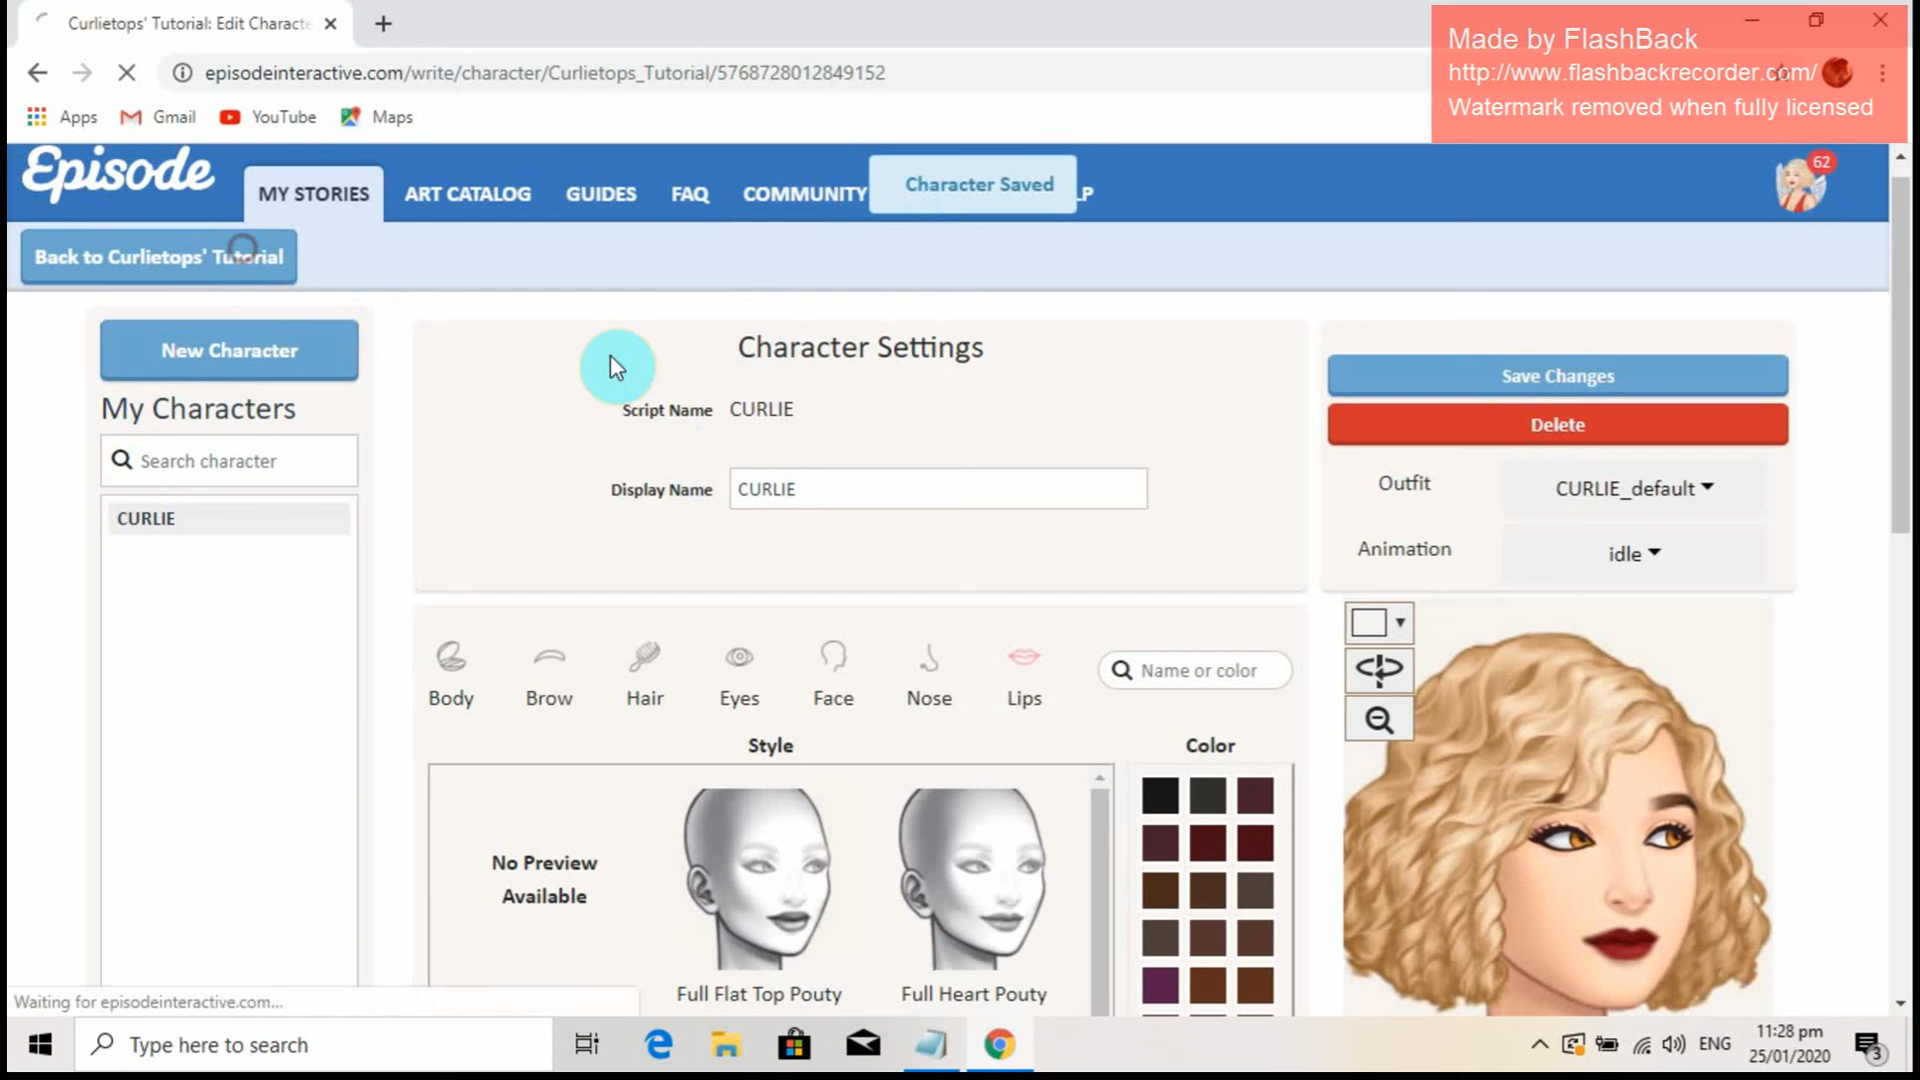 Curlietops' Tutorial: Edit Characte
Made by FlashBack
http://www.flashbackrecorder.com/
Watermark removed when fully licensed
episodeinteractive.com/write/character/Curlietops_Tutorial/5768728012849152
Apps Gmail YouTube Maps
Episode
MY STORIES ART CATALOG GUIDES FAQ COMMUNITY LP
Character Saved
62
Back to Curlietops' Tutorial
New Character
My Characters
Search character
CURLIE
Character Settings
Script Name CURLIE
Display Name CURLIE
Save Changes
Delete
Outfit CURLIE_default
Animation idle
Body Brow Hair Eyes Face Nose Lips
Name or color
Style Color
No Preview
Available
Full Flat Top Pouty Full Heart Pouty
Waiting for episodeinteractive.com...
Type here to search
ENG
11:28 pm
25/01/2020
3